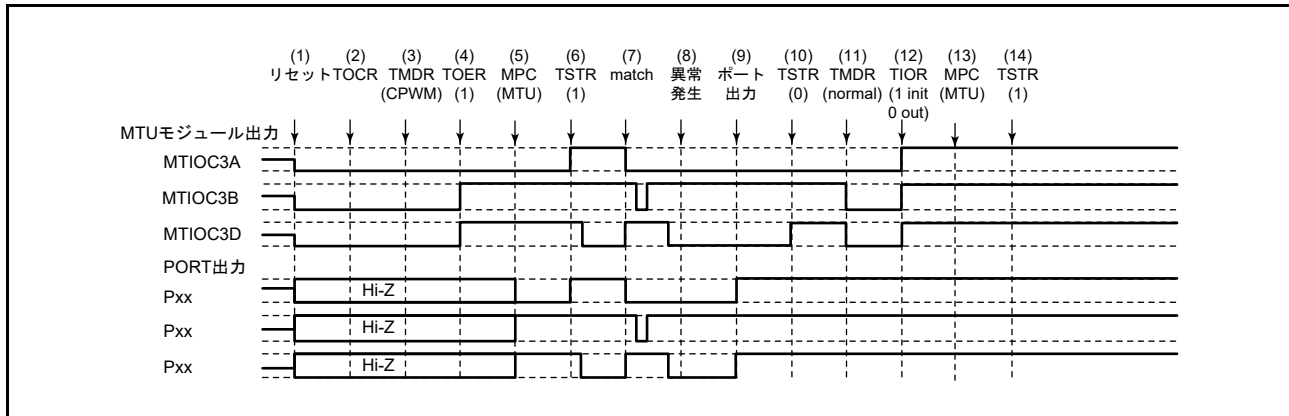 (1) (2) (3) (4) (5) (6) (7) (8) (9) (10) (11) (12) (13) (14)
リセット TOCR TMDR TOER MPC TSTR match 異常 ポート TSTR TMDR TIOR MPC TSTR
(CPWM) (1) (MTU) (1) 発生 出力 (0) (normal) (1 init (MTU) (1)
0 out)
MTUモジュール出力
MTIOC3A
MTIOC3B
MTIOC3D
PORT出力
Pxx Hi-Z
Pxx Hi-Z
Pxx Hi-Z